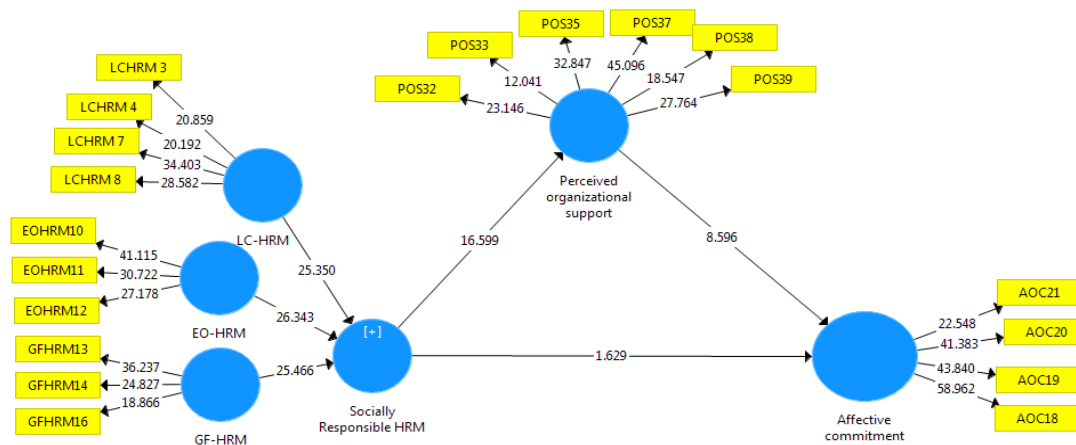 POS35
POS37
POS33
POS38
POS32
POS39
LCHRM 3
LCHRM 4
LCHRM 7
LCHRM 8
32.847
45.096
12.041
18.547
23.146
27.764
20.859
20.192
34.403
28.582
Perceived
organizational
support
LC-HRM
EOHRM10
EOHRM11
EOHRM12
41.115
30.722
27.178
EO-HRM
25.350
26.343
16.599
8.596
GFHRM13
GFHRM14
GFHRM16
36.237
24.827
18.866
GF-HRM
25.466
[+]
Socially
Responsible HRM
1.629
AOC21
AOC20
AOC19
AOC18
22.548
41.383
43.840
58.962
Affective
commitment